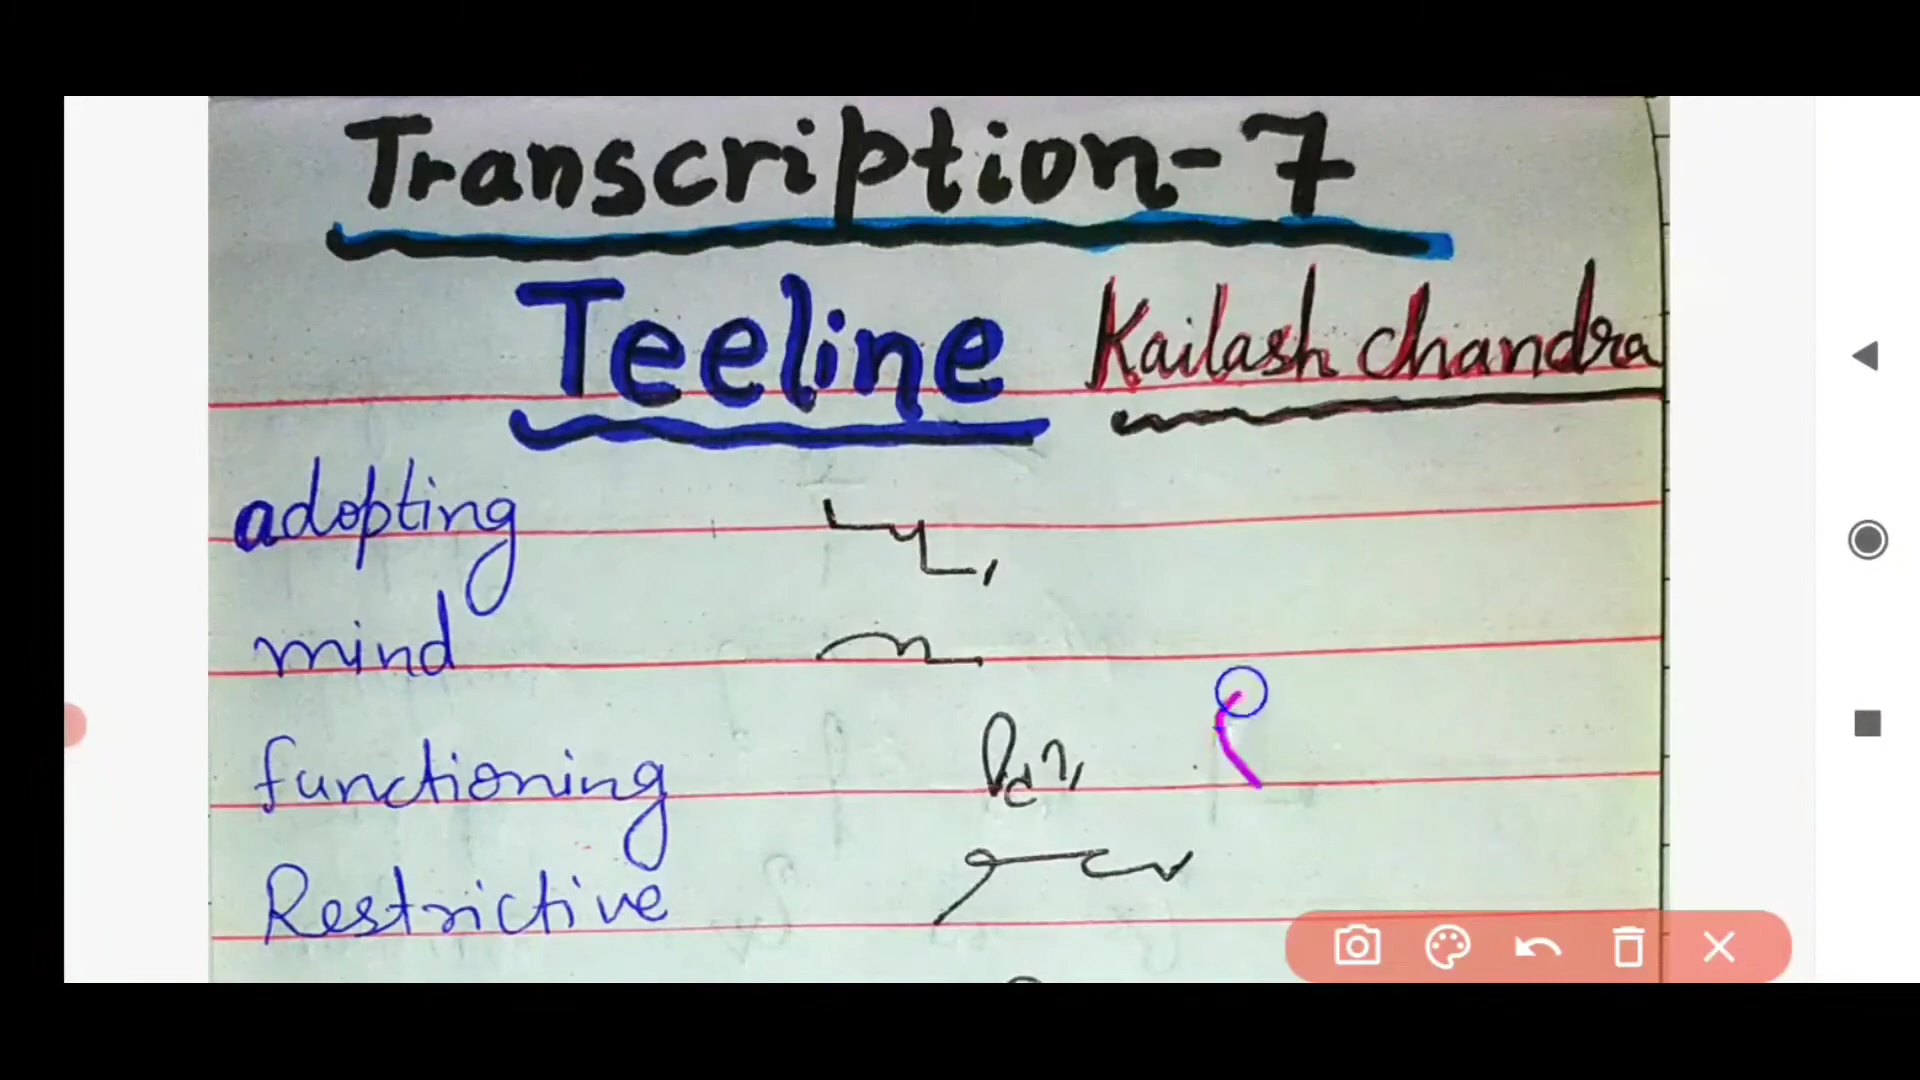 Transcription-7
Teeline Kailash Chandra
adopting
mind
functioning
Restrictive